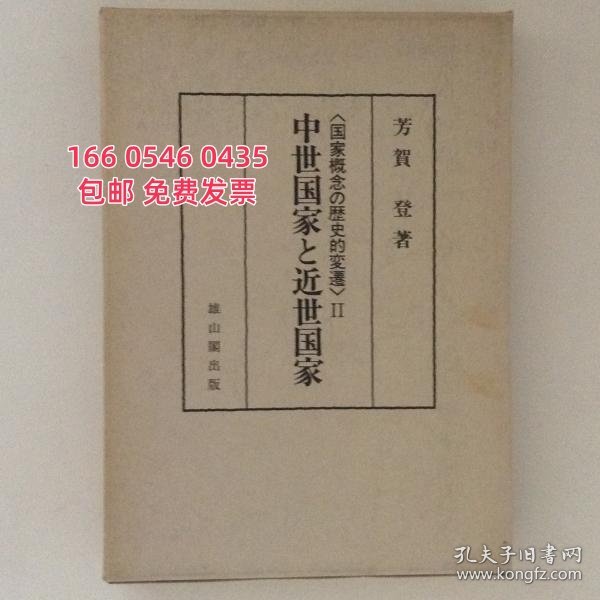 芳賀登著
〈国家概念の歴史的変遷〉II
中世国家と近世国家
雄山閣出版
166 0546 0435
包邮 免费发票
孔夫子旧书网
www.kongfz.com